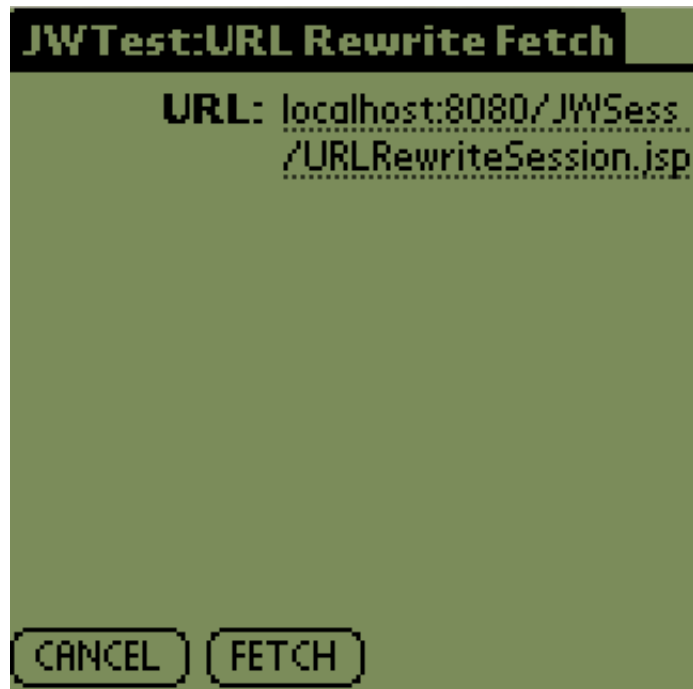 JWTest:URL Rewrite Fetch
URL: localhost:8080/JWSess
/URLRewriteSession.jsp
CANCEL FETCH